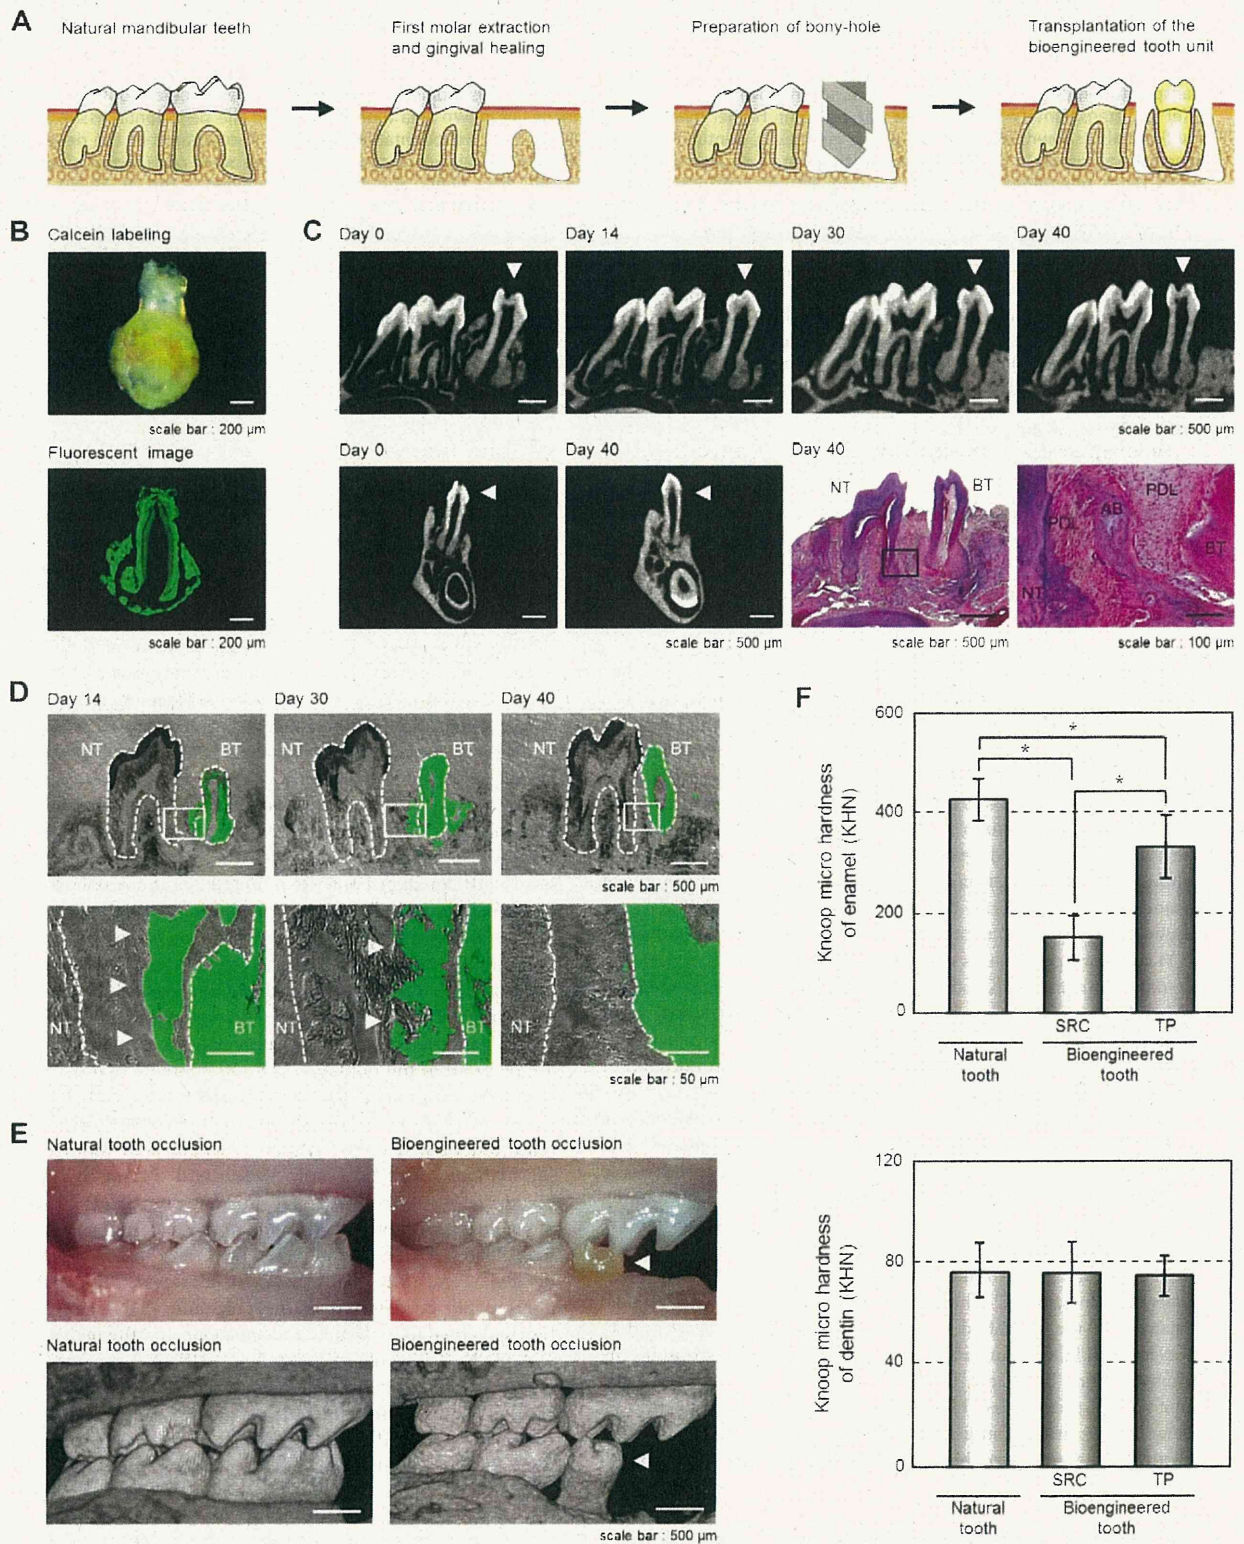 A
Natural mandibular teeth
First molar extraction
and gingival healing
Preparation of bony-hole
Transplantation of the
bioengineered tooth unit
B
Calcein labeling
scale bar : 200 µm
Fluorescent image
scale bar : 200 µm
C
Day 0
Day 14
Day 30
Day 40
scale bar : 500 µm
Day 0
Day 40
Day 40
NT
BT
PDL
AB
PDL
BT
NT
scale bar : 500 µm
scale bar : 500 µm
scale bar : 100 µm
D
Day 14
Day 30
Day 40
NT
BT
NT
BT
NT
BT
scale bar : 500 µm
NT
BT
NT
BT
NT
scale bar : 50 µm
E
Natural tooth occlusion
Bioengineered tooth occlusion
Natural tooth occlusion
Bioengineered tooth occlusion
scale bar : 500 µm
F
Knoop micro hardness
of enamel (KHN)
600
400
200
0
*
*
*
SRC
TP
Natural
tooth
Bioengineered
tooth
Knoop micro hardness
of dentin (KHN)
120
80
40
0
SRC
TP
Natural
tooth
Bioengineered
tooth